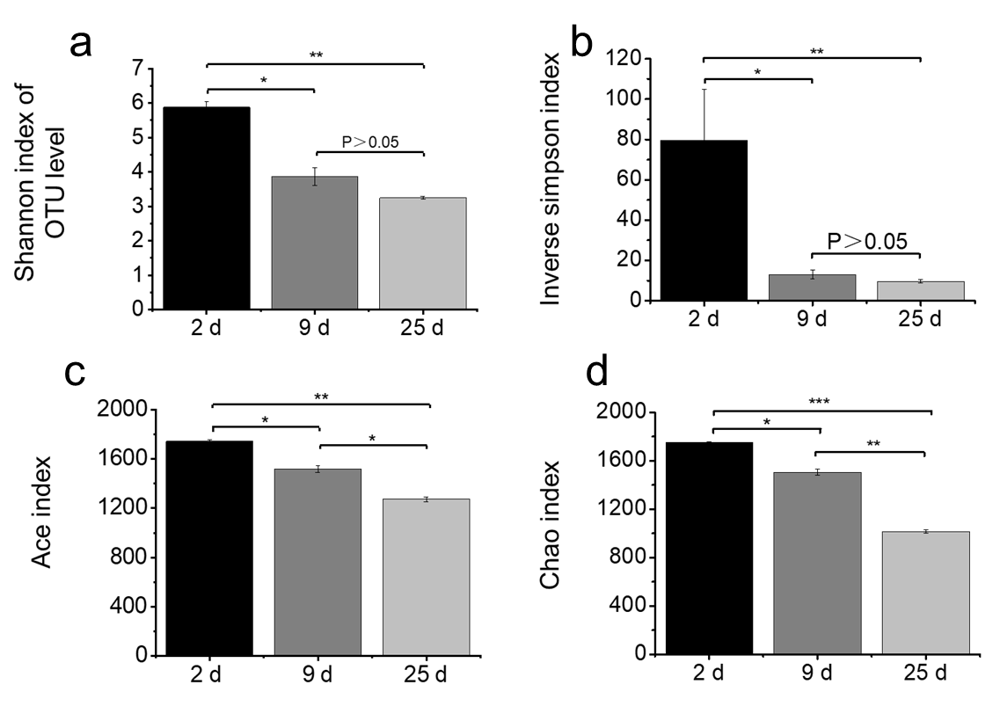 a
Shannon index of
OTU level
7
6
5
4
3
2
1
0
**
*
P＞0.05
2 d
9 d
25 d
b
Inverse simpson index
120
100
80
60
40
20
0
**
*
P＞0.05
2 d
9 d
25 d
c
Ace index
2000
1600
1200
800
400
0
**
*
*
2 d
9 d
25 d
d
Chao index
2000
1600
1200
800
400
0
***
*
**
2 d
9 d
25 d